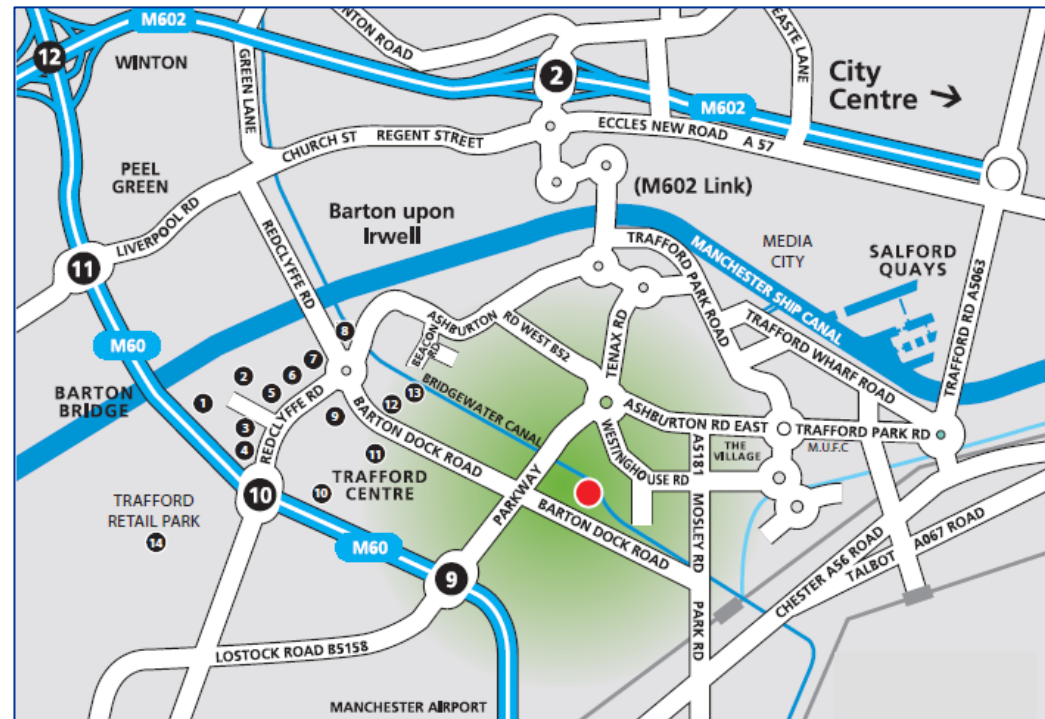 M602
12
WINTON
NTON ROAD
GREEN LANE
2
EASTE LANE
City
Centre →
M602
ECCLES NEW ROAD
A 57
CHURCH ST
REGENT STREET
PEEL
GREEN
(M602 Link)
LIVERPOOL RD
Barton upon
Irwell
REDCLYFFE RD
TRAFFORD PARK ROAD
MANCHESTER SHIP CANAL
MEDIA
CITY
SALFORD
QUAYS
TRAFFORD RD A5063
11
M60
8
7
6
5
2
1
3
4
BARTON
BRIDGE
REDCLYFFE RD
ASHBURTON
RD WEST B52
BEACON
RD
TENAX RD
TRAFFORD WHARF ROAD
BRIDGEWATER CANAL
13
12
9
BARTON DOCK ROAD
11
TRAFFORD
CENTRE
10
ASHBURTON RD EAST
TRAFFORD PARK RD
WESTINGHO
USE RD
A5181
THE
VILLAGE
M.U.F.C
MOSLEY RD
PARKWAY
10
TRAFFORD
RETAIL PARK
14
M60
BARTON DOCK ROAD
9
PARK RD
CHESTER A56 ROAD
TALBOT
A067 ROAD
LOSTOCK ROAD B5158
MANCHESTER AIRPORT